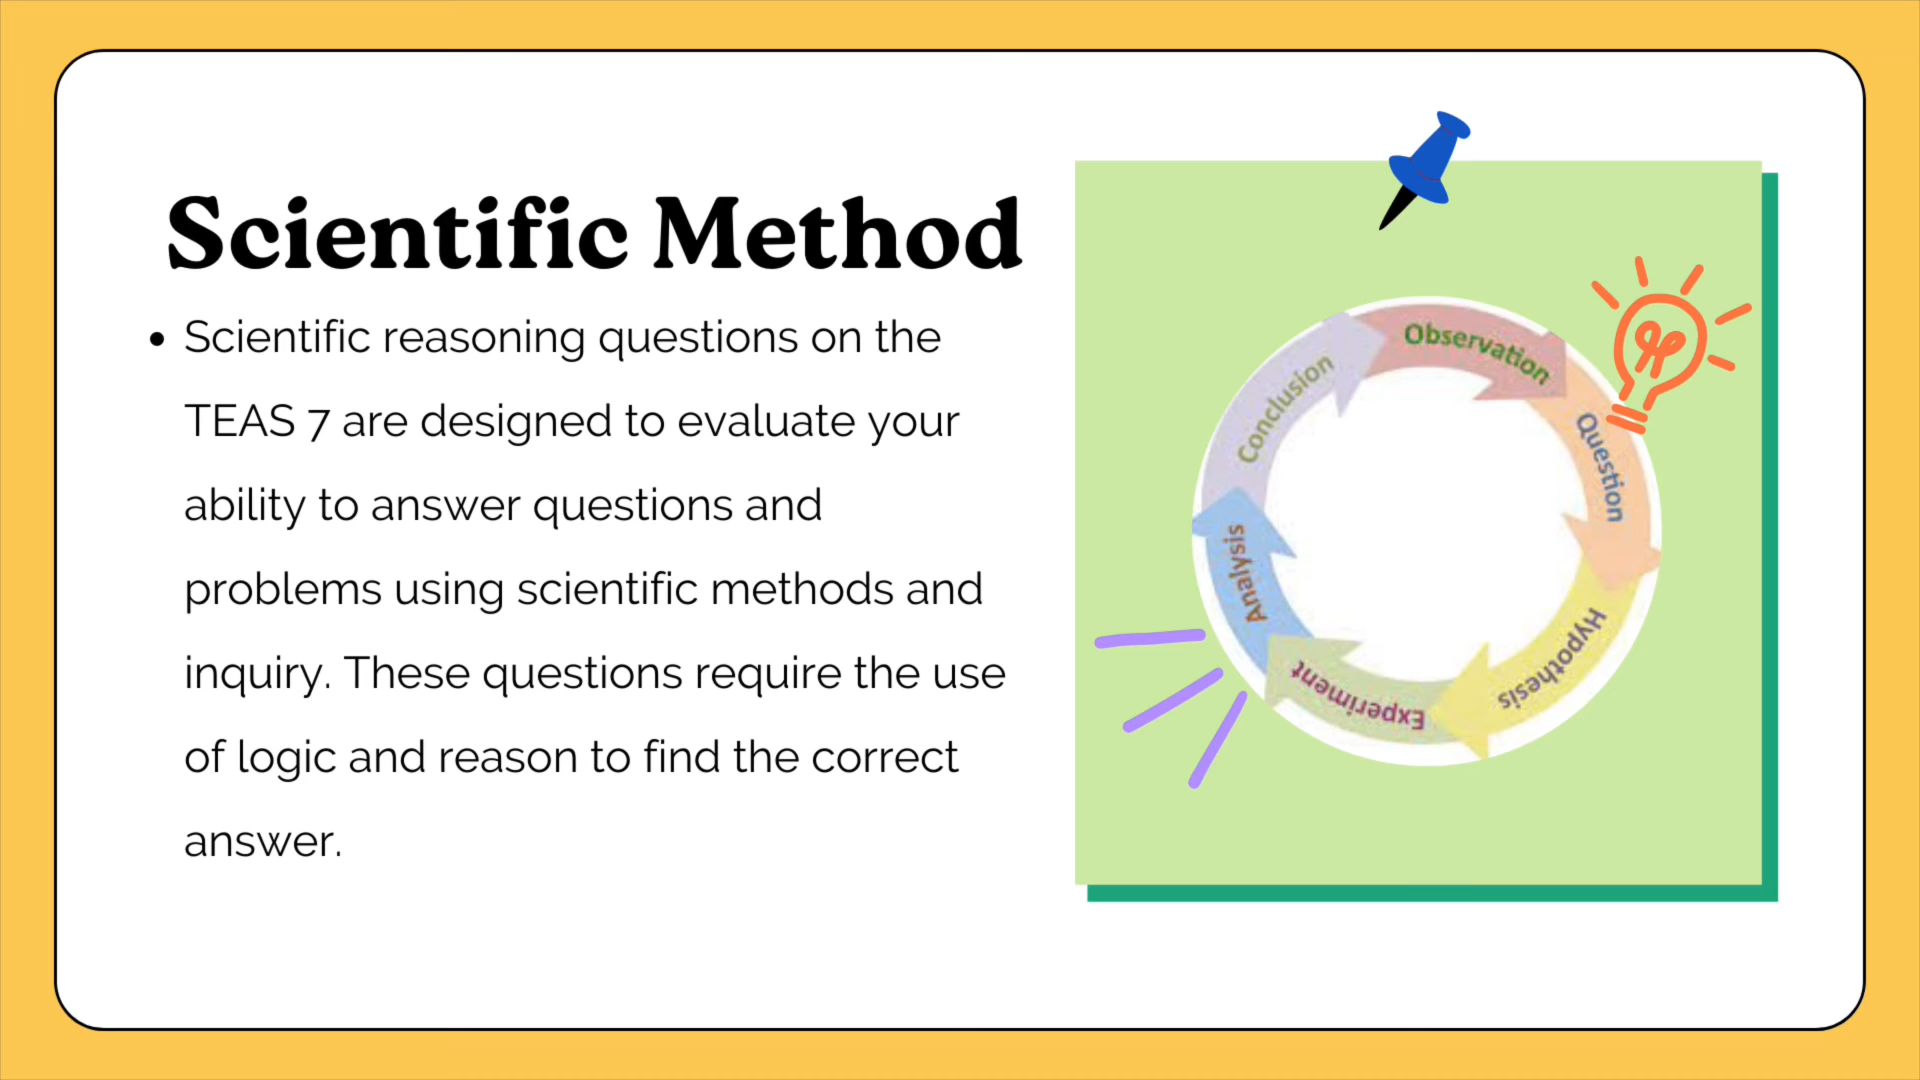 Scientific Method
• Scientific reasoning questions on the
TEAS 7 are designed to evaluate your
ability to answer questions and
problems using scientific methods and
inquiry. These questions require the use
of logic and reason to find the correct
answer.
Observation
Question
Hypothesis
Experiment
Analysis
Conclusion